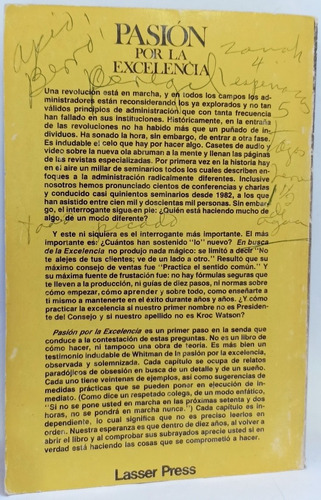 PASIÓN
POR LA
EXCELENCIA
Una revolución está en marcha, y en todos los campos los ad-
ministradores están reconsiderando los ya explorados y no tan
válidos principios de administración que con tanta frecuencia
han fallado en sus instituciones. Históricamente, en la entraña
de las revoluciones no ha habido más que un puñado de in-
dividuos. Ha sonado la hora, sin embargo, de entrar a otra fase.
Es indudable el celo que hay por hacer algo. Casetes de audio y
video sobre la nueva ola abruman a la mente y llenan las páginas
de las revistas especializadas. Por primera vez en la historia hay
en el aire un millar de seminarios todos los cuales describen en-
foques a la administración radicalmente diferentes. Inclusive
nosotros hemos pronunciado cientos de conferencias y charlas
y conducido casi quinientos seminarios desde 1982, a los que
han asistido entre cien mil y doscientas mil personas. Sin embar-
go, el interrogante sigue en pie: ¿Quién está haciendo mucho de
algo, de un modo diferente?
Y este ni siquiera es el interrogante más importante. El más
importante es: ¿Cuántos han sostenido "lo" nuevo? En busca
de la Excelencia no produjo nada mágico: se limitó a decir "No
te alejes de tus clientes; ve de un lado a otro." Resultó que su
máximo consejo de ventas fue "Practica el sentido común." Y
su máxima fuente de frustación fue: no hay fórmulas seguras que
te lleven a la producción, ni guías de diez pasos, ni normas sobre
cómo empezar, cómo aprender y sobre todo, como enseñarte a
ti mismo a mantenerte en el éxito durante años y años. ¿Y cómo
practicar la excelencia si nuestro primer nombre no es Presidente
del Consejo y si nuestro apellido no es Kroc Watson?
Pasión por la Excelencia es un primer paso en la senda que
conduce a la contestación de estas preguntas. No es un libro de
cómo hacer, ni tampoco una obra de teoría. Es más bien un
testimonio indudable de Whitman de la pasión por la excelencia,
observada y solemnizada. Cada capítulo se ocupa de relatos
paradójicos de obsesión en busca de un detalle y de un sueño.
Cada uno tiene veintenas de ejemplos, así como sugerencias de
medidas prácticas que se pueden poner en ejecución de in-
mediato. (Como dice un respetado colega, de un modo enfático,
"Si no se pone usted en marcha en las próximas setenta y dos
horas, no se pondrá en marcha nunca.") Cada capítulo es in-
dependiente, lo cual significa que no es preciso leerlos en
orden. Nuestra esperanza es que dentro de diez años, al volver a
abrir el libro y al comprobar sus subrayados precise usted si en
verdad está haciendo las cosas que se comprometió a hacer.
Lasser Press